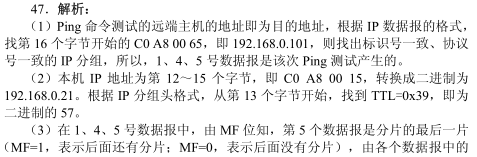 47. 解析：
（1）Ping 命令测试的远端主机的地址即为目的地址，根据 IP 数据报的格式，
找第 16 个字节开始的 C0 A8 00 65，即 192.168.0.101，则找出标识号一致、协议
号一致的 IP 分组，所以，1、4、5 号数据报是该次 Ping 测试产生的。
（2）本机 IP 地址为第 12～15 个字节，即 C0 A8 00 15，转换成二进制为
192.168.0.21。根据 IP 分组头格式，从第 13 个字节开始，找到 TTL=0x39，即为
二进制的 57。
（3）在 1、4、5 号数据报中，由 MF 位知，第 5 个数据报是分片的最后一片
（MF=1，表示后面还有分片；MF=0，表示后面没有分片），由各个数据报中的